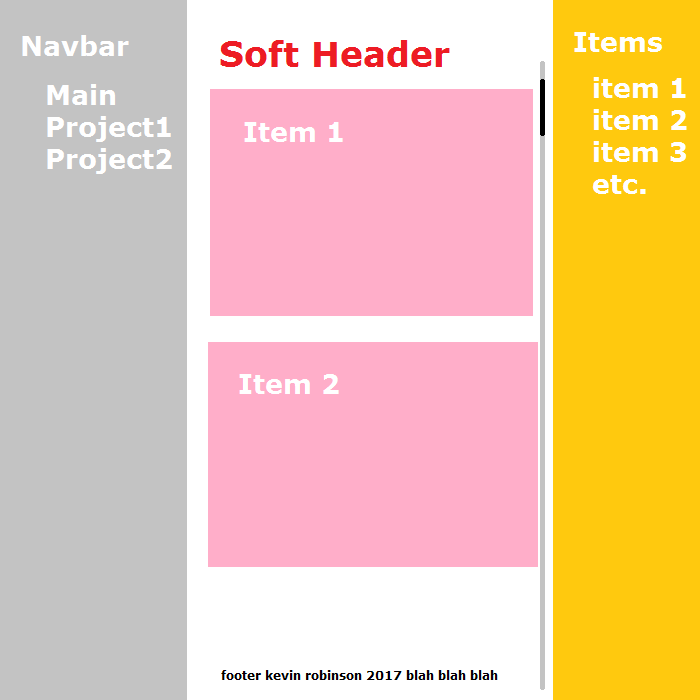 Navbar
Main
Project1
Project2
Soft Header
Item 1
Item 2
footer kevin robinson 2017 blah blah blah
Items
item 1
item 2
item 3
etc.